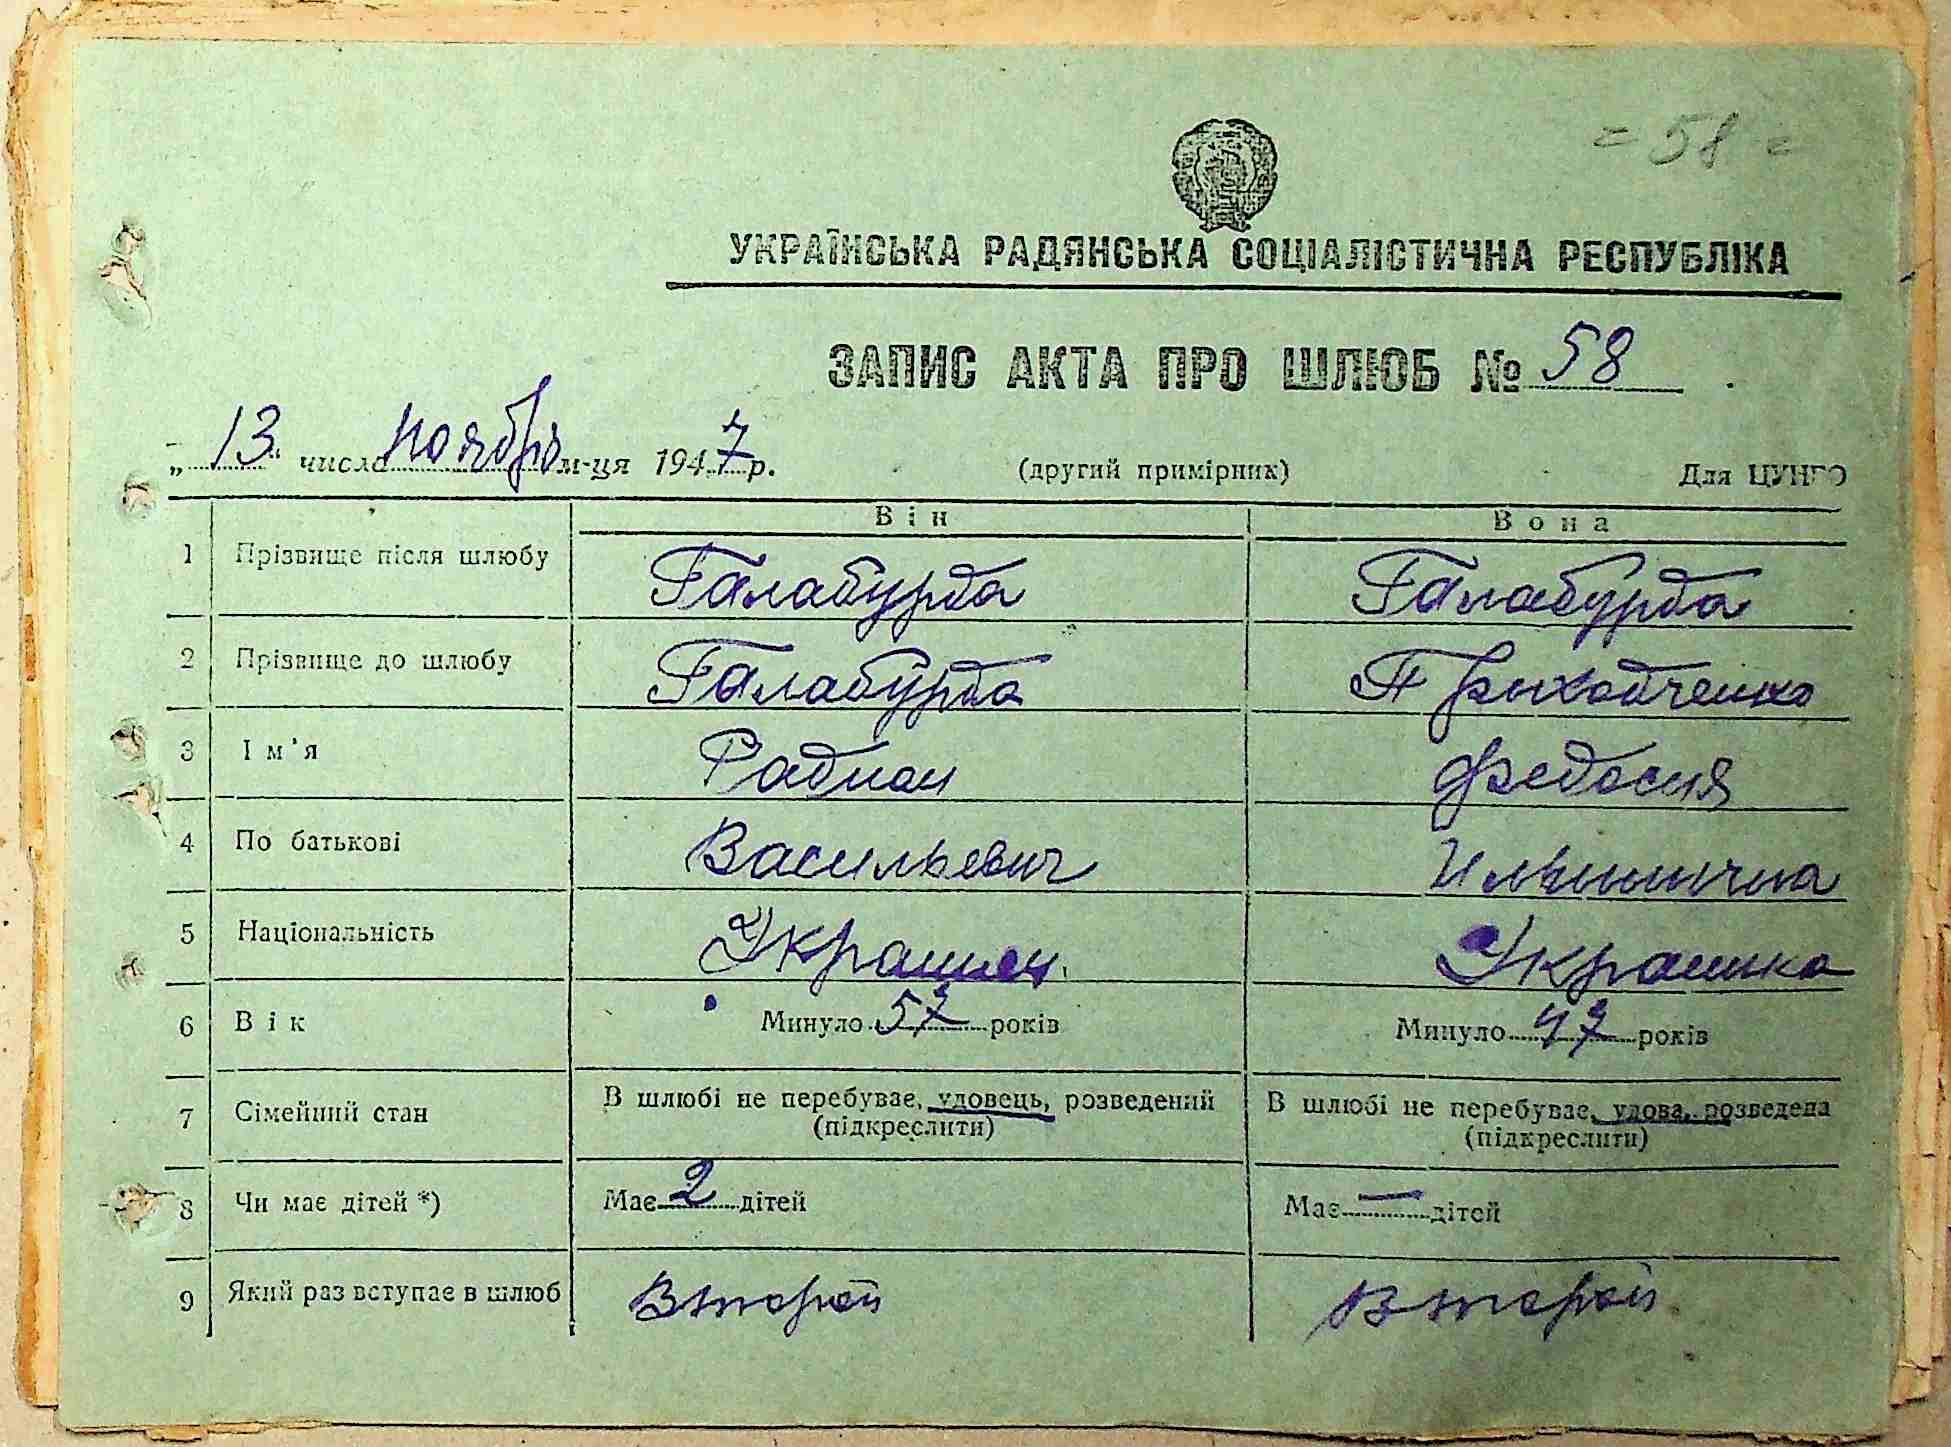 = 58 =
УКРАЇНСЬКА РАДЯНСЬКА СОЦІАЛІСТИЧНА РЕСПУБЛІКА
ЗАПИС АКТА ПРО ШЛЮБ № 58
„ 13 " числа ноября м-ця 1947 р. (другий примірник) Для ЦУНГО
Він Вона
1 Прізвище після шлюбу Галабурда Галабурда
2 Прізвище до шлюбу Галабурда
3 Ім'я Радион Федосия
4 По батькові Васильевич Ильинична
5 Національність Украинец Украинка
6 Вік Минуло 57 років Минуло 47 років
7 Сімейний стан В шлюбі не перебуває, удовець, розведений В шлюбі не перебуває, удова, розведена
(підкреслити) (підкреслити)
8 Чи має дітей *) Має 2 дітей Має — дітей
9 Який раз вступає в шлюб Второй Второй